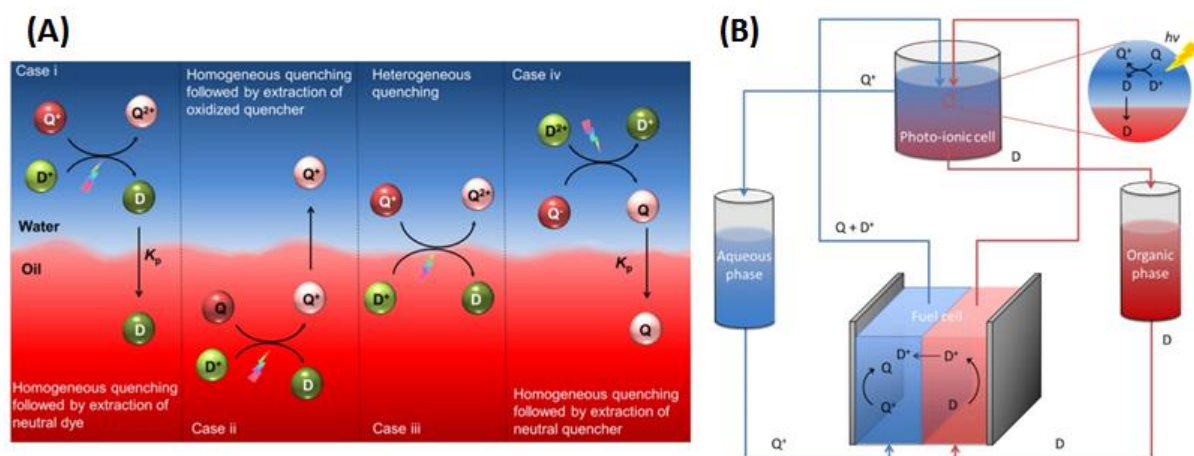 (A)
Case i
Q⁺
Q²⁺
D⁺
D
Water
Kₚ
Oil
D
Homogeneous quenching
followed by extraction of
neutral dye
Homogeneous quenching
followed by extraction of
oxidized quencher
Q⁺
Q
Q⁺
D⁺
D
Case ii
Heterogeneous
quenching
Q⁺
Q²⁺
D⁺
D
Case iii
Case iv
D²⁺
D⁺
Q⁻
Q
Kₚ
Q
Homogeneous quenching
followed by extraction of
neutral quencher
(B)
hν
Q⁺ Q
D D⁺
D
Q⁺
Photo-ionic cell
D
Q + D⁺
Aqueous
phase
Organic
phase
Fuel cell
D⁺ D⁺
Q
Q⁺
D
D
Q⁺
D